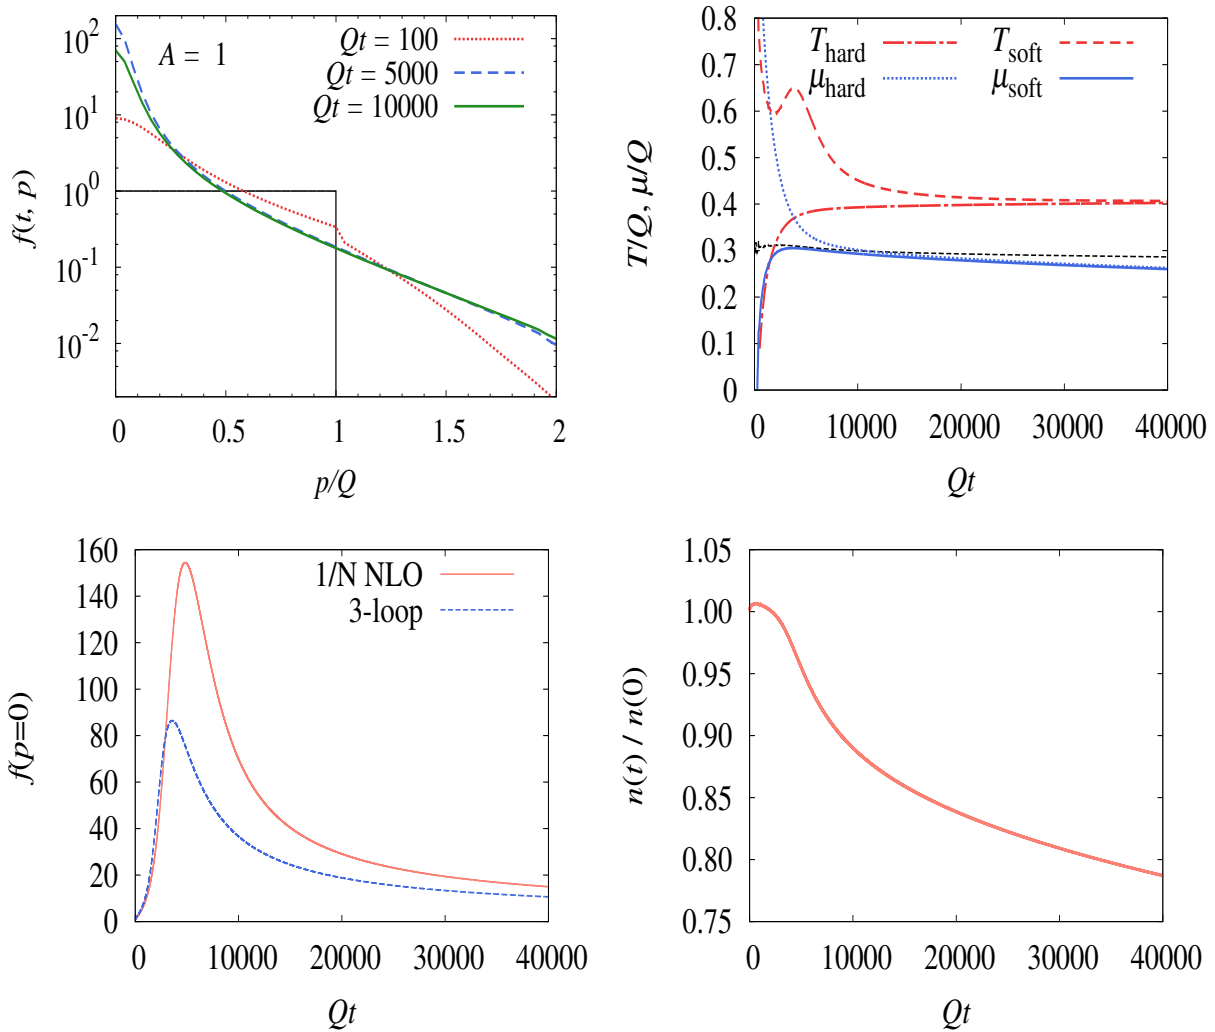 A = 1
Qt = 100
Qt = 5000
Qt = 10000
10^2
10^1
10^0
10^-1
10^-2
f(t, p)
0 0.5 1 1.5 2
p/Q
T_hard T_soft
μ_hard μ_soft
0.8
0.7
0.6
0.5
0.4
0.3
0.2
0.1
0
T/Q, μ/Q
0 10000 20000 30000 40000
Qt
1/N NLO
3-loop
160
140
120
100
80
60
40
20
0
f(p=0)
0 10000 20000 30000 40000
Qt
1.05
1.00
0.95
0.90
0.85
0.80
0.75
n(t) / n(0)
0 10000 20000 30000 40000
Qt